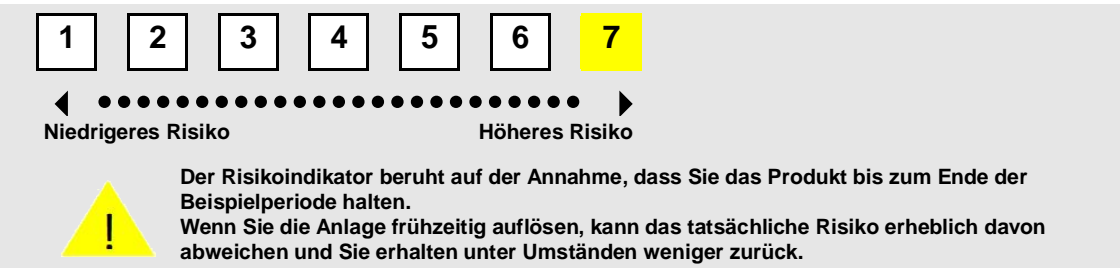 1 2 3 4 5 6 7
Niedrigeres Risiko Höheres Risiko
Der Risikoindikator beruht auf der Annahme, dass Sie das Produkt bis zum Ende der
Beispielperiode halten.
Wenn Sie die Anlage frühzeitig auflösen, kann das tatsächliche Risiko erheblich davon
abweichen und Sie erhalten unter Umständen weniger zurück.
!